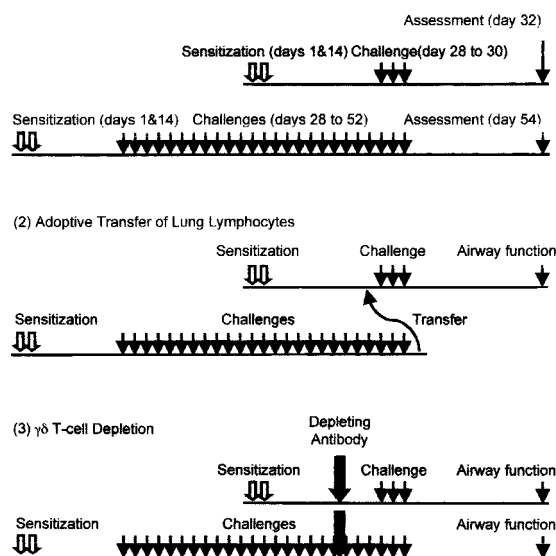 Assessment (day 32)
Sensitization (days 1&14) Challenge(day 28 to 30)
Sensitization (days 1&14) Challenges (days 28 to 52) Assessment (day 54)
(2) Adoptive Transfer of Lung Lymphocytes
Sensitization Challenge Airway function
Sensitization Challenges Transfer
(3) γδ T-cell Depletion
Depleting
Antibody
Sensitization Challenge Airway function
Sensitization Challenges Airway function